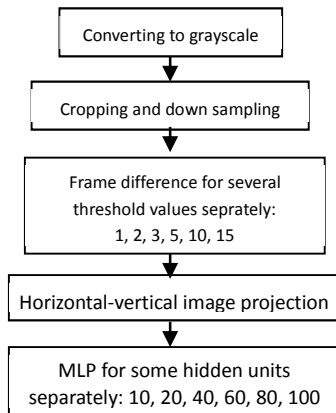 Converting to grayscale
Cropping and down sampling
Frame difference for several
threshold values seprately:
1, 2, 3, 5, 10, 15
Horizontal-vertical image projection
MLP for some hidden units
separately: 10, 20, 40, 60, 80, 100